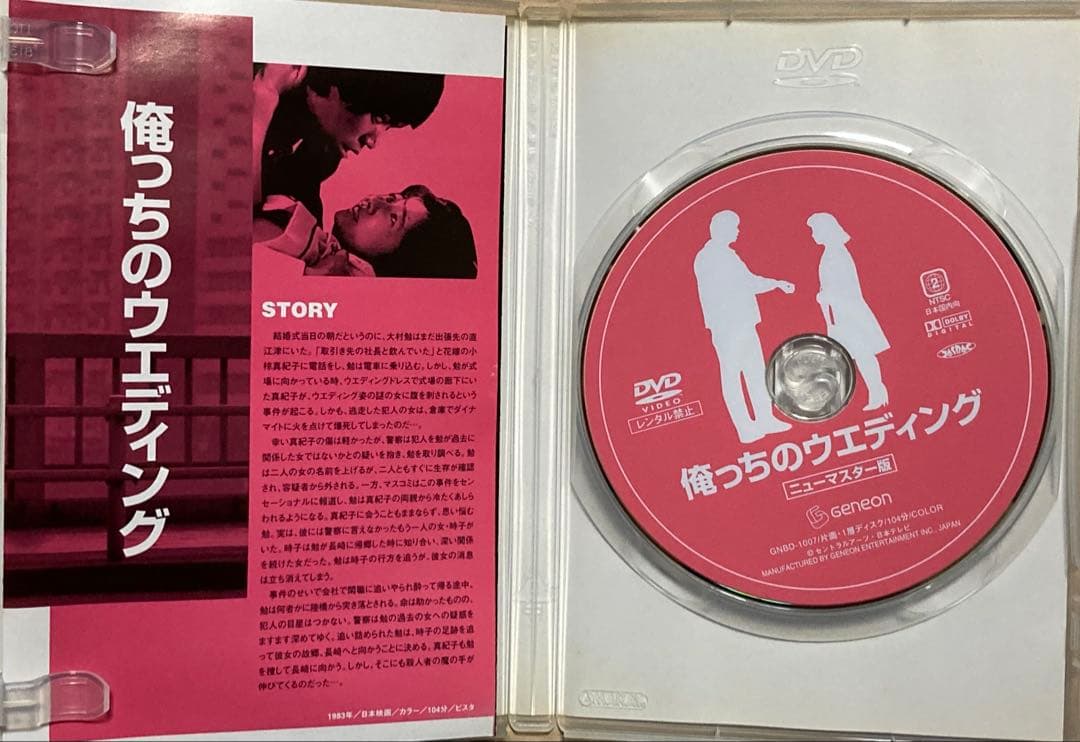 俺っちのウエディング
STORY
結婚式当日の朝だというのに、大村勉はまだ出張先の直
江津にいた。「取引き先の社長と飲んでいた」と花嫁の小
椋真紀子に電話をし、勉は電車に乗り込む。しかし、勉が式
場に向かっている時、ウエディングドレスで式場の廊下にい
た真紀子が、ウエディング姿の謎の女に腹を刺されるという
事件が起こる。しかも、逃走した犯人の女は、倉庫でダイナ
マイトに火を点けて爆死してしまったのだ…。
幸い真紀子の傷は軽かったが、警察は犯人を勉が過去に
関係した女ではないかとの疑いを抱き、勉を取り調べる。勉
は二人の女の名前を上げるが、二人ともすぐに生存が確認
され、容疑者から外される。一方、マスコミはこの事件をセン
セーショナルに報道し、勉は真紀子の両親から冷たくあしら
われるようになる。真紀子に会うこともままならず、思い悩む
勉。実は、彼には警察に言えなかったもう一人の女・時子が
いた。時子は勉が長崎に帰郷した時に知り合い、深い関係
を続けた女だった。勉は時子の行方を追うが、彼女の消息
は立ち消えてしまう。
事件のせいで会社で閑職に追いやられ酔って帰る途中、
勉は何者かに陸橋から突き落とされる。命は助かったものの、
犯人の目星はつかない。警察は勉の過去の女への疑惑を
ますます深めてゆく。追い詰められた勉は、時子の足跡を追
って彼女の故郷、長崎へと向かうことに決める。真紀子も勉
を捜して長崎に向かう。しかし、そこにも殺人者の魔の手が
伸びてくるのだった…。
1983年／日本映画／カラー／104分／ビスタ
DVD
2
NTSC
日本国内向
DOLBY
DIGITAL
DVD
VIDEO
レンタル禁止
俺っちのウエディング
ニューマスター版
GENEON
GNBD-1007/片面・1層ディスク/104分/COLOR
© セントラルアーツ・日本テレビ
MANUFACTURED BY GENEON ENTERTAINMENT INC., JAPAN
AMARAY